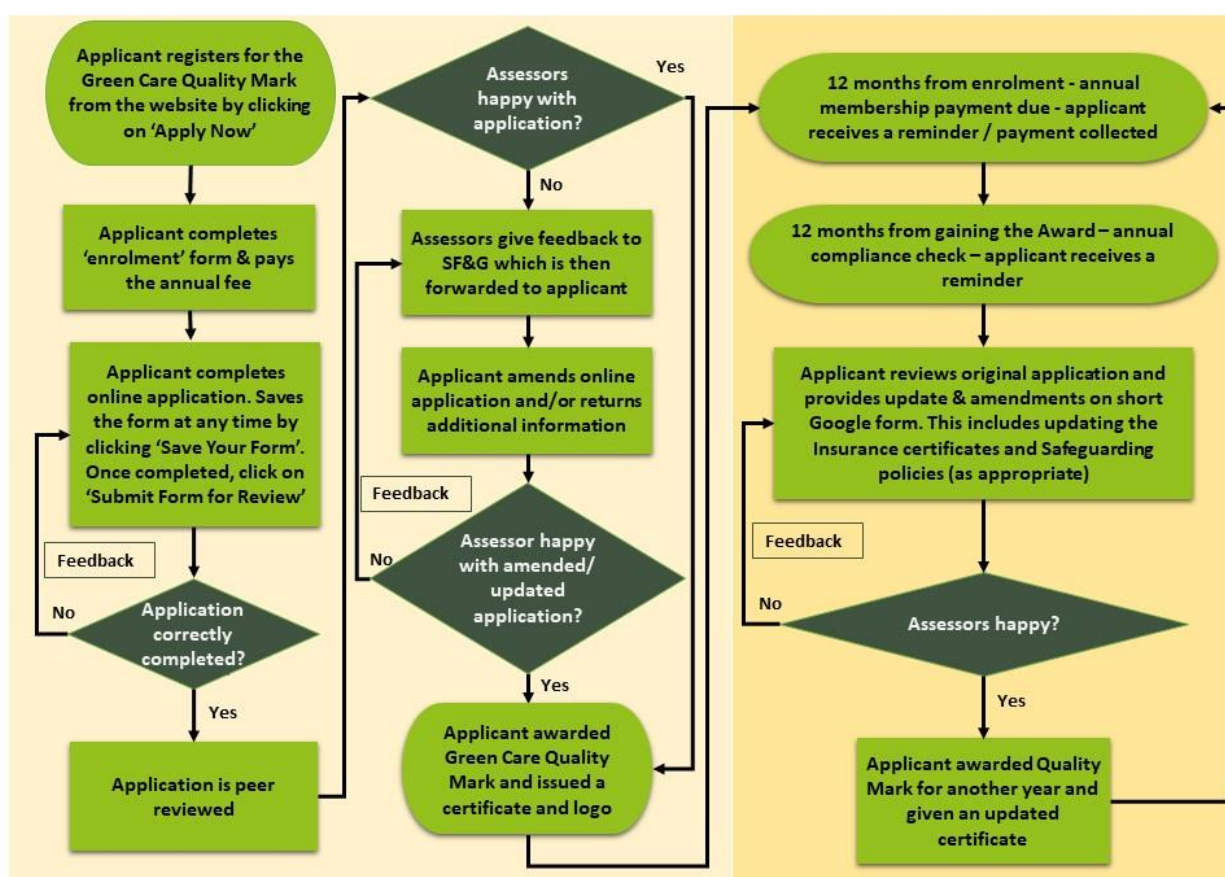 Applicant registers for the
Green Care Quality Mark
from the website by clicking
on ‘Apply Now’
Applicant completes
‘enrolment’ form & pays
the annual fee
Applicant completes
online application. Saves
the form at any time by
clicking ‘Save Your Form’.
Once completed, click on
‘Submit Form for Review’
Feedback
No
Application
correctly
completed?
Yes
Application is peer
reviewed
Assessors
happy with
application?
Yes
No
Assessors give feedback to
SF&G which is then
forwarded to applicant
Applicant amends online
application and/or returns
additional information
Feedback
No
Assessor happy
with amended/
updated
application?
Yes
Applicant awarded
Green Care Quality
Mark and issued a
certificate and logo
12 months from enrolment - annual
membership payment due - applicant
receives a reminder / payment collected
12 months from gaining the Award – annual
compliance check – applicant receives a
reminder
Applicant reviews original application and
provides update & amendments on short
Google form. This includes updating the
Insurance certificates and Safeguarding
policies (as appropriate)
Feedback
No
Assessors happy?
Yes
Applicant awarded Quality
Mark for another year and
given an updated
certificate